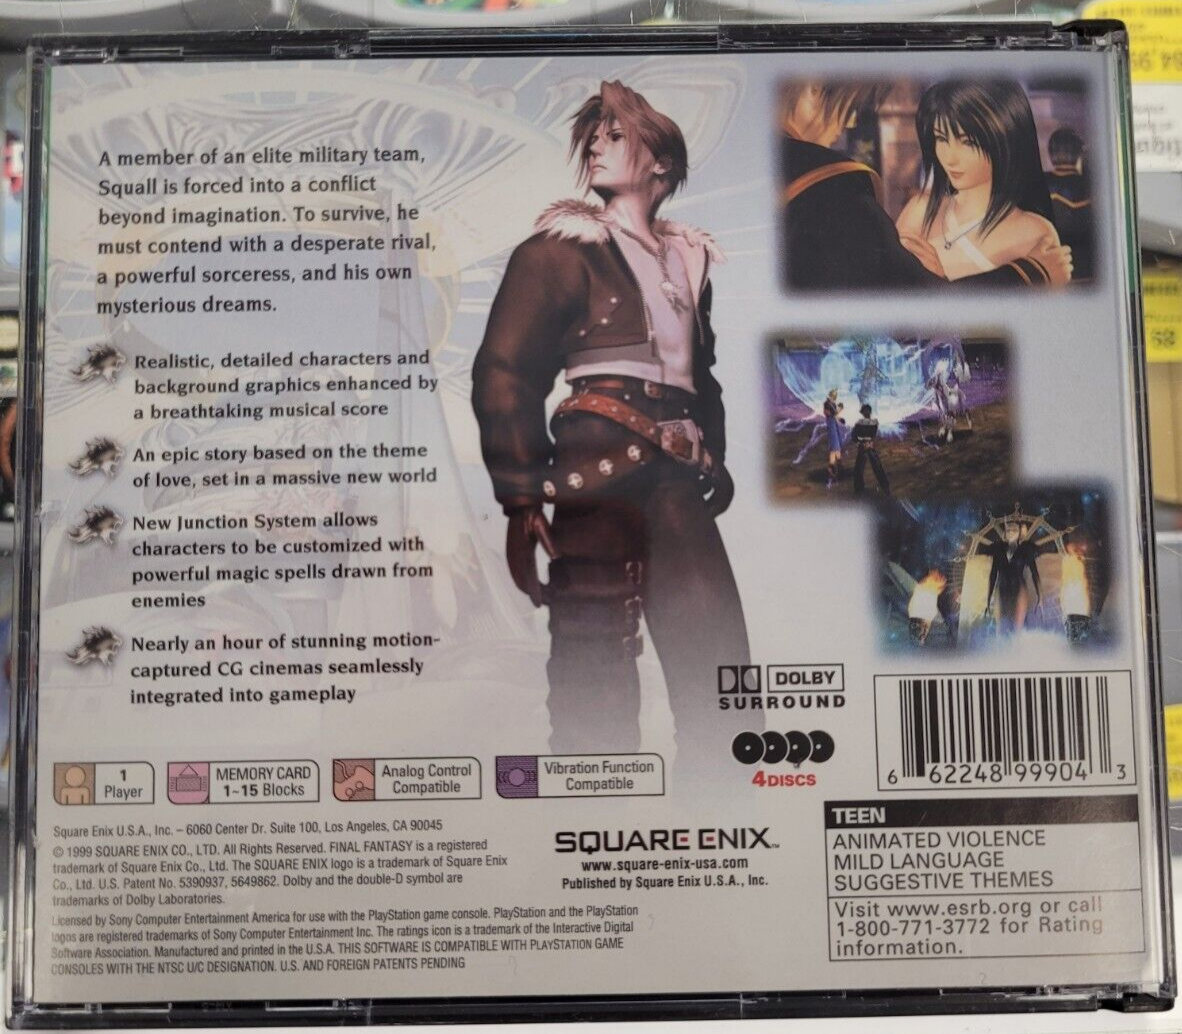 A member of an elite military team,
Squall is forced into a conflict
beyond imagination. To survive, he
must contend with a desperate rival,
a powerful sorceress, and his own
mysterious dreams.
Realistic, detailed characters and
background graphics enhanced by
a breathtaking musical score
An epic story based on the theme
of love, set in a massive new world
New Junction System allows
characters to be customized with
powerful magic spells drawn from
enemies
Nearly an hour of stunning motion-
captured CG cinemas seamlessly
integrated into gameplay
DOLBY
SURROUND
4 DISCS
6 62248 99904 3
1
Player
MEMORY CARD
1~15 Blocks
Analog Control
Compatible
Vibration Function
Compatible
Square Enix U.S.A., Inc. – 6060 Center Dr. Suite 100, Los Angeles, CA 90045
© 1999 SQUARE ENIX CO., LTD. All Rights Reserved. FINAL FANTASY is a registered
trademark of Square Enix Co., Ltd. The SQUARE ENIX logo is a trademark of Square Enix
Co., Ltd. U.S. Patent No. 5390937, 5649862. Dolby and the double-D symbol are
trademarks of Dolby Laboratories.
Licensed by Sony Computer Entertainment America for use with the PlayStation game console. PlayStation and the PlayStation
logos are registered trademarks of Sony Computer Entertainment Inc. The ratings icon is a trademark of the Interactive Digital
Software Association. Manufactured and printed in the U.S.A. THIS SOFTWARE IS COMPATIBLE WITH PLAYSTATION GAME
CONSOLES WITH THE NTSC U/C DESIGNATION. U.S. AND FOREIGN PATENTS PENDING
SQUARE ENIX™
www.square-enix-usa.com
Published by Square Enix U.S.A., Inc.
TEEN
ANIMATED VIOLENCE
MILD LANGUAGE
SUGGESTIVE THEMES
Visit www.esrb.org or call
1-800-771-3772 for Rating
information.